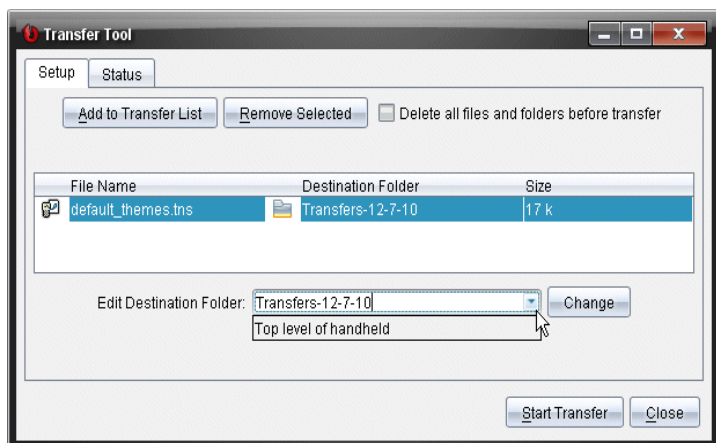 Transfer Tool
Setup Status
Add to Transfer List Remove Selected Delete all files and folders before transfer
File Name Destination Folder Size
default_themes.tns Transfers-12-7-10 17 k
Edit Destination Folder: Transfers-12-7-10 Change
Top level of handheld
Start Transfer Close